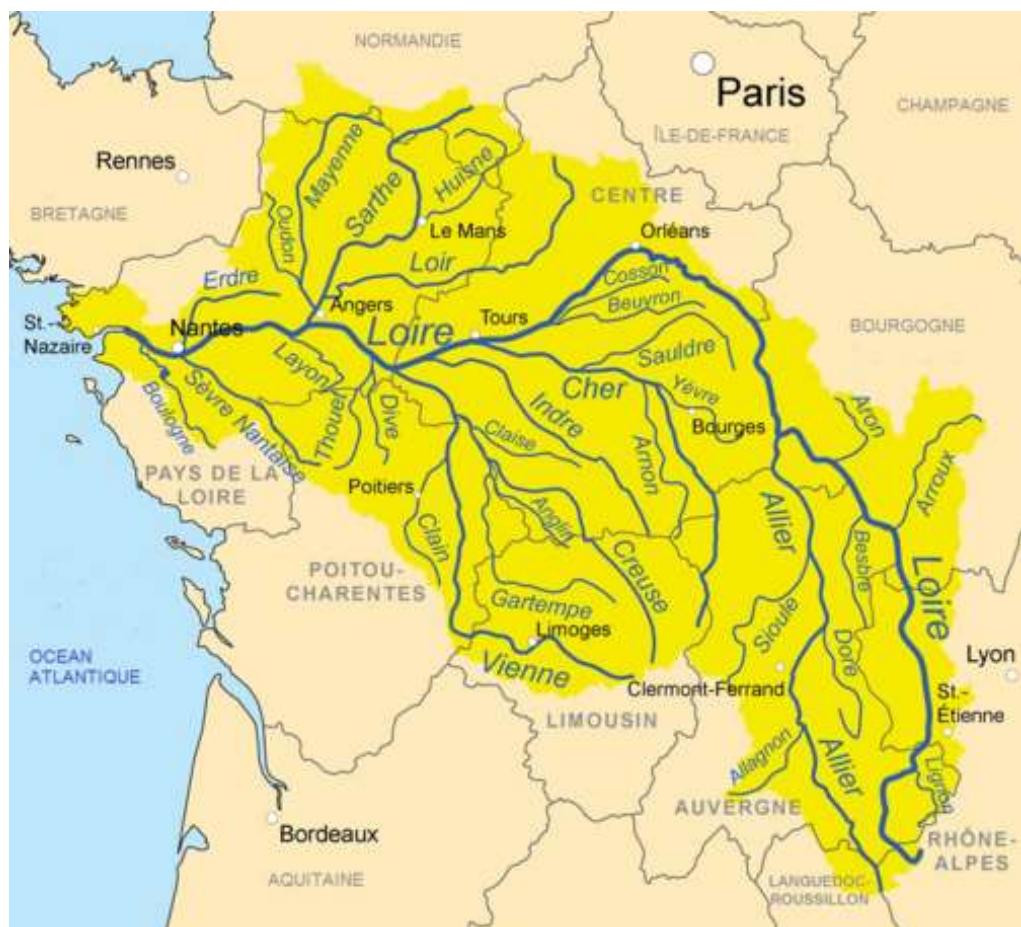 NORMANDIE
Paris
CHAMPAGNE
ÎLE-DE-FRANCE
Rennes
Mayenne
Sarthe
Huisne
CENTRE
BRETAGNE
Oudon
Le Mans
Orléans
Loir
Erdre
Cosson
Angers
Beuvron
St.-
Nazaire
Nantes
Loire
Tours
BOURGOGNE
Layon
Sauldre
Cher
Yèvre
Boulogne
Sèvre Nantaise
Thouet
Dive
Indre
Bourges
Aron
Claise
Arnon
PAYS DE LA
LOIRE
Poitiers
Arroux
Anglin
Allier
Clain
Besbre
Creuse
POITOU-
CHARENTES
Loire
Gartempe
Sioule
Limoges
Dore
OCEAN
ATLANTIQUE
Vienne
Lyon
Clermont-Ferrand
St.-
Étienne
LIMOUSIN
Allagnon
Allier
Lignon
AUVERGNE
Bordeaux
RHÔNE-
ALPES
AQUITAINE
LANGUEDOC-
ROUSSILLON